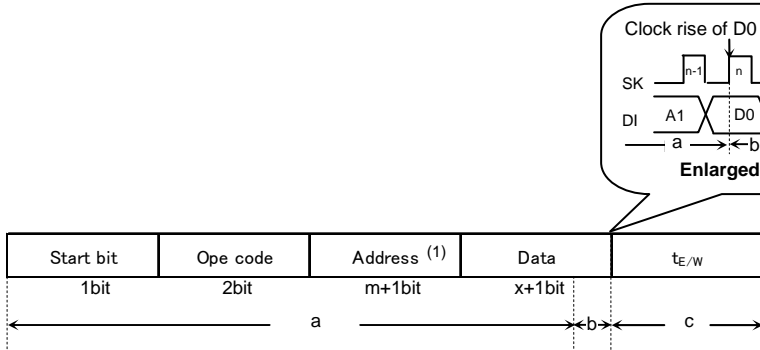 Clock rise of D0
SK n-1 n
DI A1 D0
a b
Enlarged
Start bit Ope code Address (1) Data tE/W
1bit 2bit m+1bit x+1bit
a b c